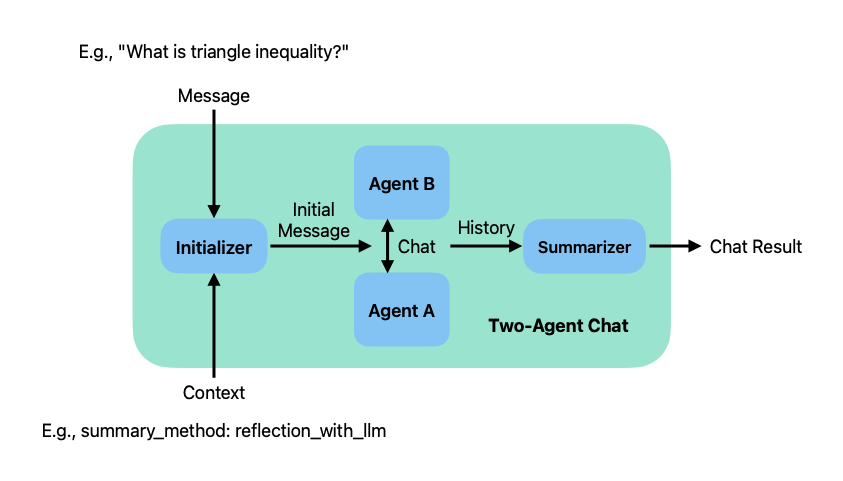 E.g., "What is triangle inequality?"
Message
Agent B
Initial
Message
Initializer
Chat
History
Summarizer
Chat Result
Agent A
Two-Agent Chat
Context
E.g., summary_method: reflection_with_llm